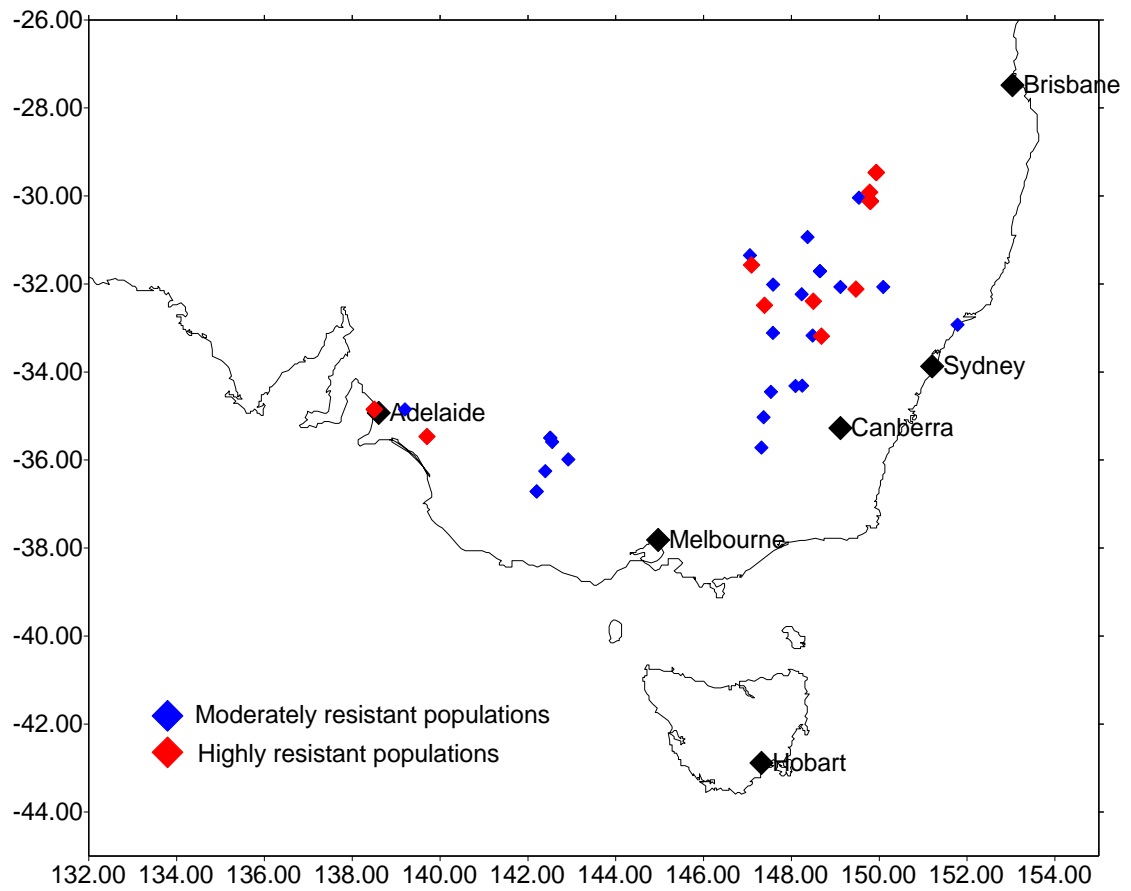 -26.00
Brisbane
-28.00
-30.00
-32.00
-34.00
Sydney
Adelaide
Canberra
-36.00
Melbourne
-38.00
-40.00
Moderately resistant populations
-42.00
Highly resistant populations
Hobart
-44.00
132.00 134.00 136.00 138.00 140.00 142.00 144.00 146.00 148.00 150.00 152.00 154.00